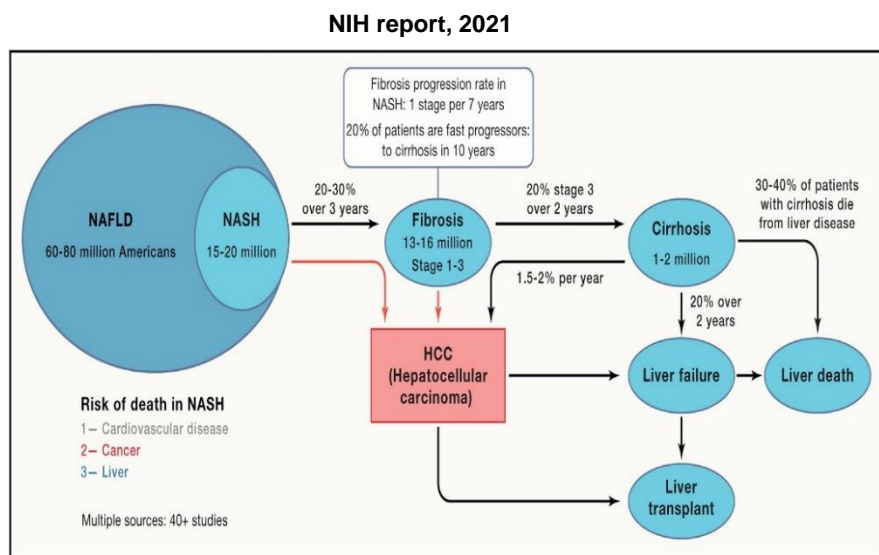 NIH report, 2021
Fibrosis progression rate in
NASH: 1 stage per 7 years
20% of patients are fast progressors:
to cirrhosis in 10 years
NAFLD
60-80 million Americans
NASH
15-20 million
20-30%
over 3 years
Fibrosis
13-16 million
Stage 1-3
20% stage 3
over 2 years
Cirrhosis
1-2 million
30-40% of patients
with cirrhosis die
from liver disease
1.5-2% per year
20% over
2 years
HCC
(Hepatocellular
carcinoma)
Liver failure
Liver death
Liver
transplant
Risk of death in NASH
1— Cardiovascular disease
2— Cancer
3— Liver
Multiple sources: 40+ studies